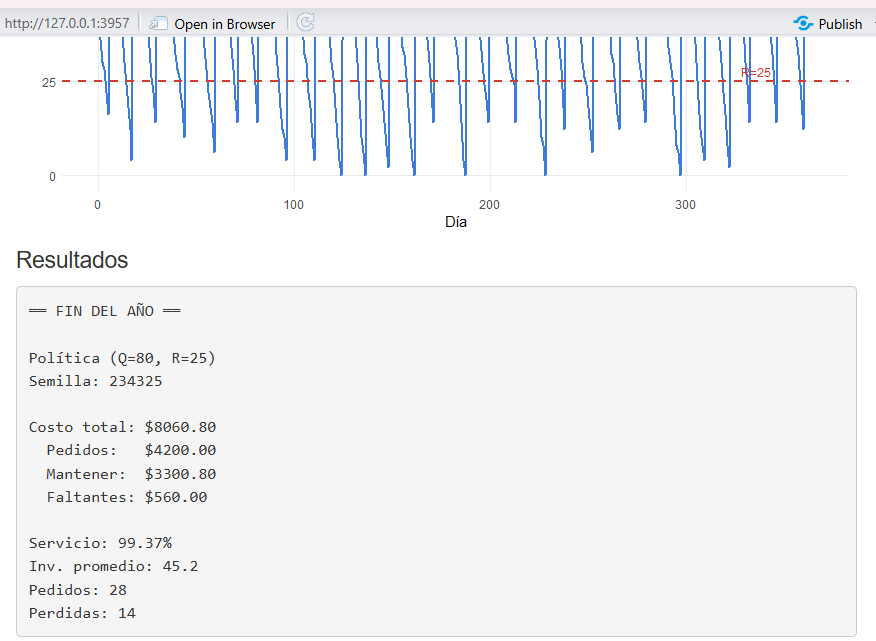 http://127.0.0.1:3957 Open in Browser Publish
25
R=25
0
0 100 200 300
Día
Resultados
══ FIN DEL AÑO ══
Política (Q=80, R=25)
Semilla: 234325
Costo total: $8060.80
Pedidos: $4200.00
Mantener: $3300.80
Faltantes: $560.00
Servicio: 99.37%
Inv. promedio: 45.2
Pedidos: 28
Perdidas: 14